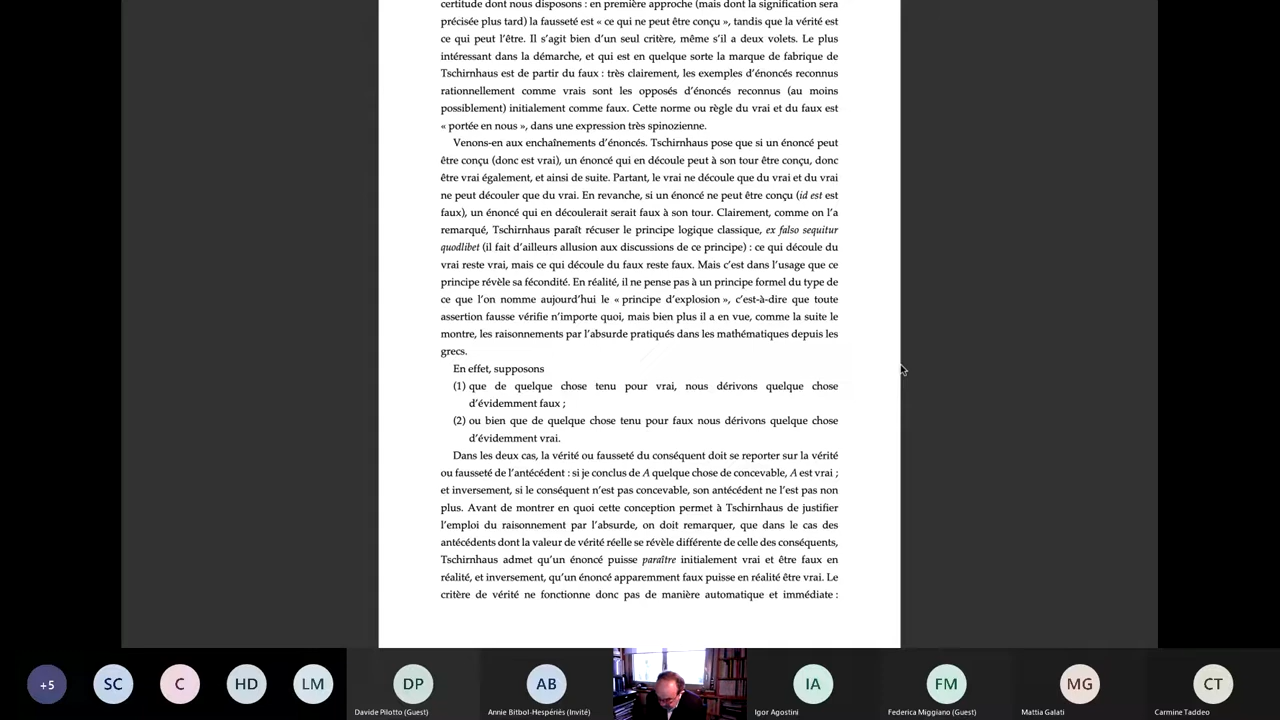 certitude dont nous disposons : en première approche (mais dont la signification sera
précisée plus tard) la fausseté est « ce qui ne peut être conçu », tandis que la vérité est
ce qui peut l’être. Il s’agit bien d’un seul critère, même s’il a deux volets. Le plus
intéressant dans la démarche, et qui est en quelque sorte la marque de fabrique de
Tschirnhaus est de partir du faux : très clairement, les exemples d’énoncés reconnus
rationnellement comme vrais sont les opposés d’énoncés reconnus (au moins
possiblement) initialement comme faux. Cette norme ou règle du vrai et du faux est
« portée en nous », dans une expression très spinozienne.
Venons-en aux enchaînements d’énoncés. Tschirnhaus pose que si un énoncé peut
être conçu (donc est vrai), un énoncé qui en découle peut à son tour être conçu, donc
être vrai également, et ainsi de suite. Partant, le vrai ne découle que du vrai et du vrai
ne peut découler que du vrai. En revanche, si un énoncé ne peut être conçu (id est est
faux), un énoncé qui en découlerait serait faux à son tour. Clairement, comme on l’a
remarqué, Tschirnhaus paraît récuser le principe logique classique, ex falso sequitur
quodlibet (il fait d’ailleurs allusion aux discussions de ce principe) : ce qui découle du
vrai reste vrai, mais ce qui découle du faux reste faux. Mais c’est dans l’usage que ce
principe révèle sa fécondité. En réalité, il ne pense pas à un principe formel du type de
ce que l’on nomme aujourd’hui le « principe d’explosion », c’est-à-dire que toute
assertion fausse vérifie n’importe quoi, mais bien plus il a en vue, comme la suite le
montre, les raisonnements par l’absurde pratiqués dans les mathématiques depuis les
grecs.
En effet, supposons
(1) que de quelque chose tenu pour vrai, nous dérivons quelque chose
d’évidemment faux ;
(2) ou bien que de quelque chose tenu pour faux nous dérivons quelque chose
d’évidemment vrai.
Dans les deux cas, la vérité ou fausseté du conséquent doit se reporter sur la vérité
ou fausseté de l’antécédent : si je conclus de A quelque chose de concevable, A est vrai ;
et inversement, si le conséquent n’est pas concevable, son antécédent ne l’est pas non
plus. Avant de montrer en quoi cette conception permet à Tschirnhaus de justifier
l’emploi du raisonnement par l’absurde, on doit remarquer, que dans le cas des
antécédents dont la valeur de vérité réelle se révèle différente de celle des conséquents,
Tschirnhaus admet qu’un énoncé puisse paraître initialement vrai et être faux en
réalité, et inversement, qu’un énoncé apparemment faux puisse en réalité être vrai. Le
critère de vérité ne fonctionne donc pas de manière automatique et immédiate :
+5 SC C HD LM DP AB IA FM MG CT
Davide Pilotto (Guest) Annie Bitbol-Hespériès (Invité) Igor Agostini Federica Miggiano (Guest) Mattia Galati Carmine Taddeo